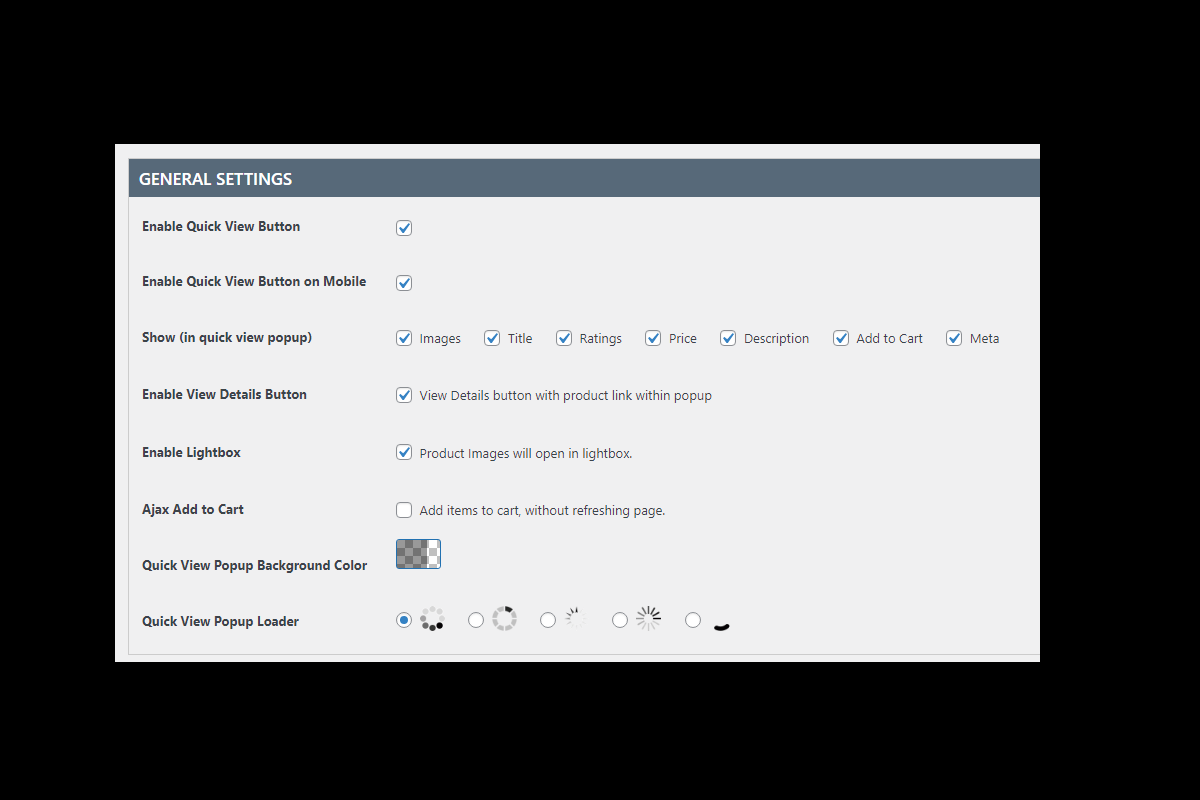 GENERAL SETTINGS
Enable Quick View Button
Enable Quick View Button on Mobile
Show (in quick view popup) Images Title Ratings Price Description Add to Cart Meta
Enable View Details Button View Details button with product link within popup
Enable Lightbox Product Images will open in lightbox.
Ajax Add to Cart Add items to cart, without refreshing page.
Quick View Popup Background Color
Quick View Popup Loader